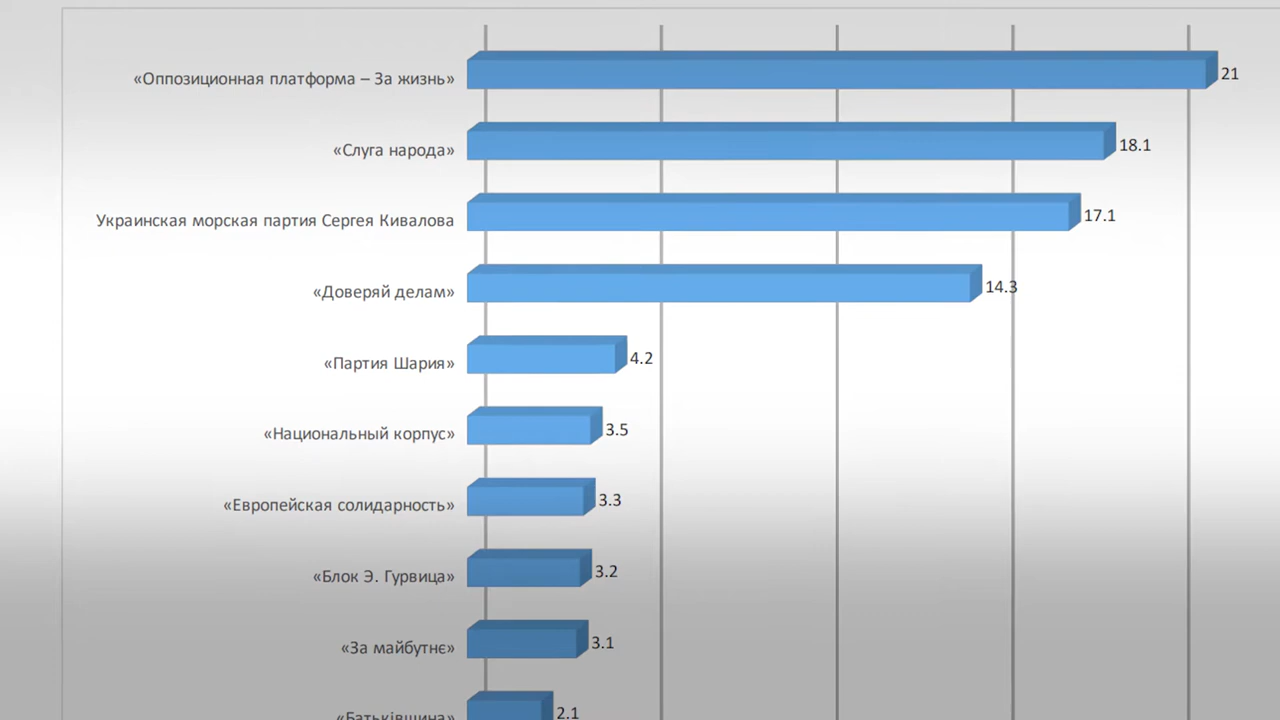 «Оппозиционная платформа – За жизнь» 21
«Слуга народа» 18.1
Украинская морская партия Сергея Кивалова 17.1
«Доверяй делам» 14.3
«Партия Шария» 4.2
«Национальный корпус» 3.5
«Европейская солидарность» 3.3
«Блок Э. Гурвица» 3.2
«За майбутнє» 3.1
«Батьківщина» 2.1